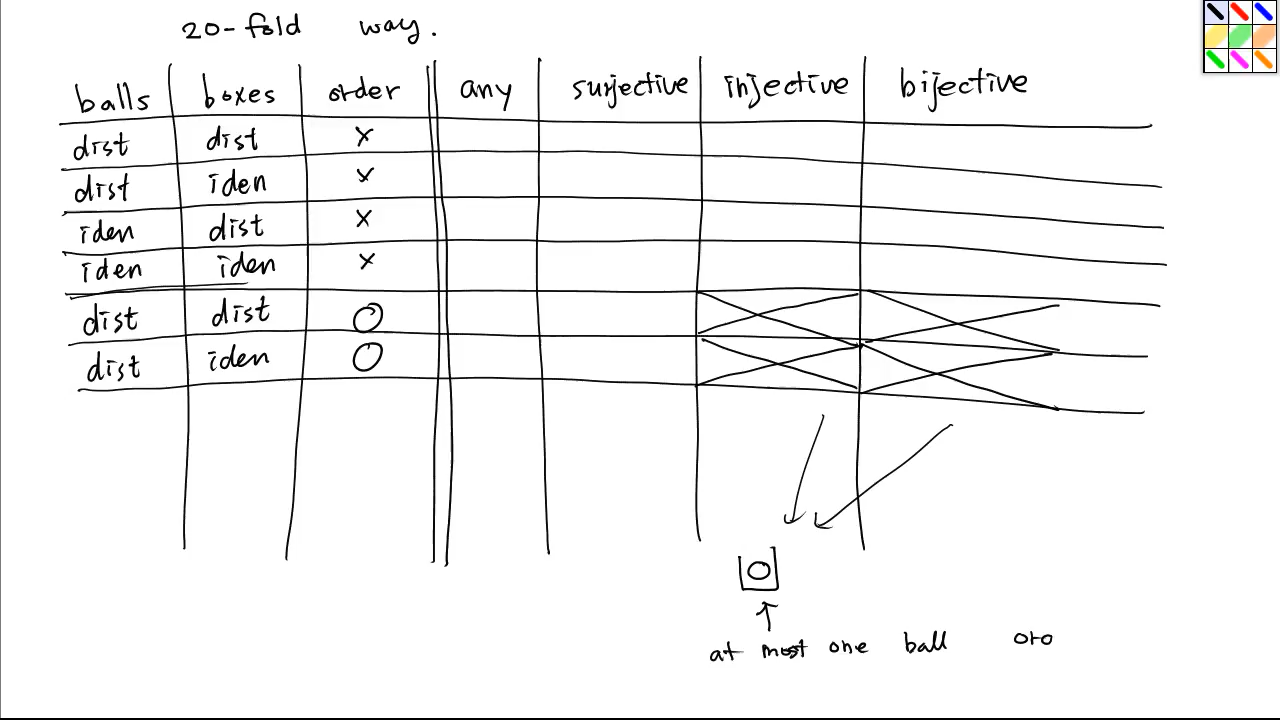 20-fold way.
balls boxes order any surjective injective bijective
dist dist x
dist iden x
iden dist x
iden iden x
dist dist O
dist iden O
at most one ball oro